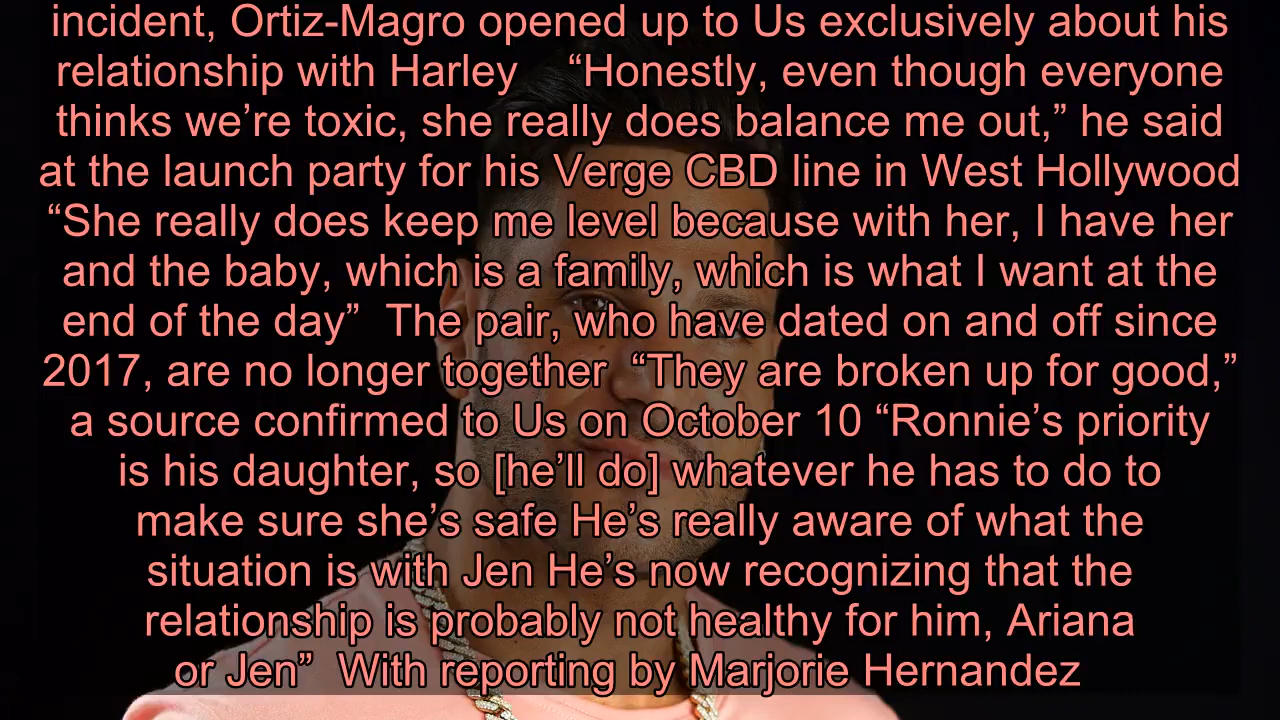 incident, Ortiz-Magro opened up to Us exclusively about his
relationship with Harley “Honestly, even though everyone
thinks we’re toxic, she really does balance me out,” he said
at the launch party for his Verge CBD line in West Hollywood
“She really does keep me level because with her, I have her
and the baby, which is a family, which is what I want at the
end of the day” The pair, who have dated on and off since
2017, are no longer together “They are broken up for good,”
a source confirmed to Us on October 10 “Ronnie’s priority
is his daughter, so [he’ll do] whatever he has to do to
make sure she’s safe He’s really aware of what the
situation is with Jen He’s now recognizing that the
relationship is probably not healthy for him, Ariana
or Jen” With reporting by Marjorie Hernandez